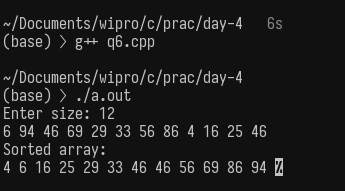 ~/Documents/wipro/c/prac/day-4 6s
(base) ❯ g++ q6.cpp
~/Documents/wipro/c/prac/day-4
(base) ❯ ./a.out
Enter size: 12
6 94 46 69 29 33 56 86 4 16 25 46
Sorted array:
4 6 16 25 29 33 46 46 56 69 86 94 %